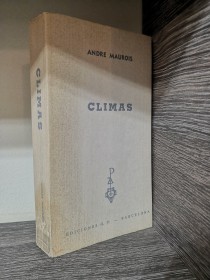 CLIMAS
ANDRÉ MAUROIS
CLIMAS
EDICIONES G. P. - BARCELONA